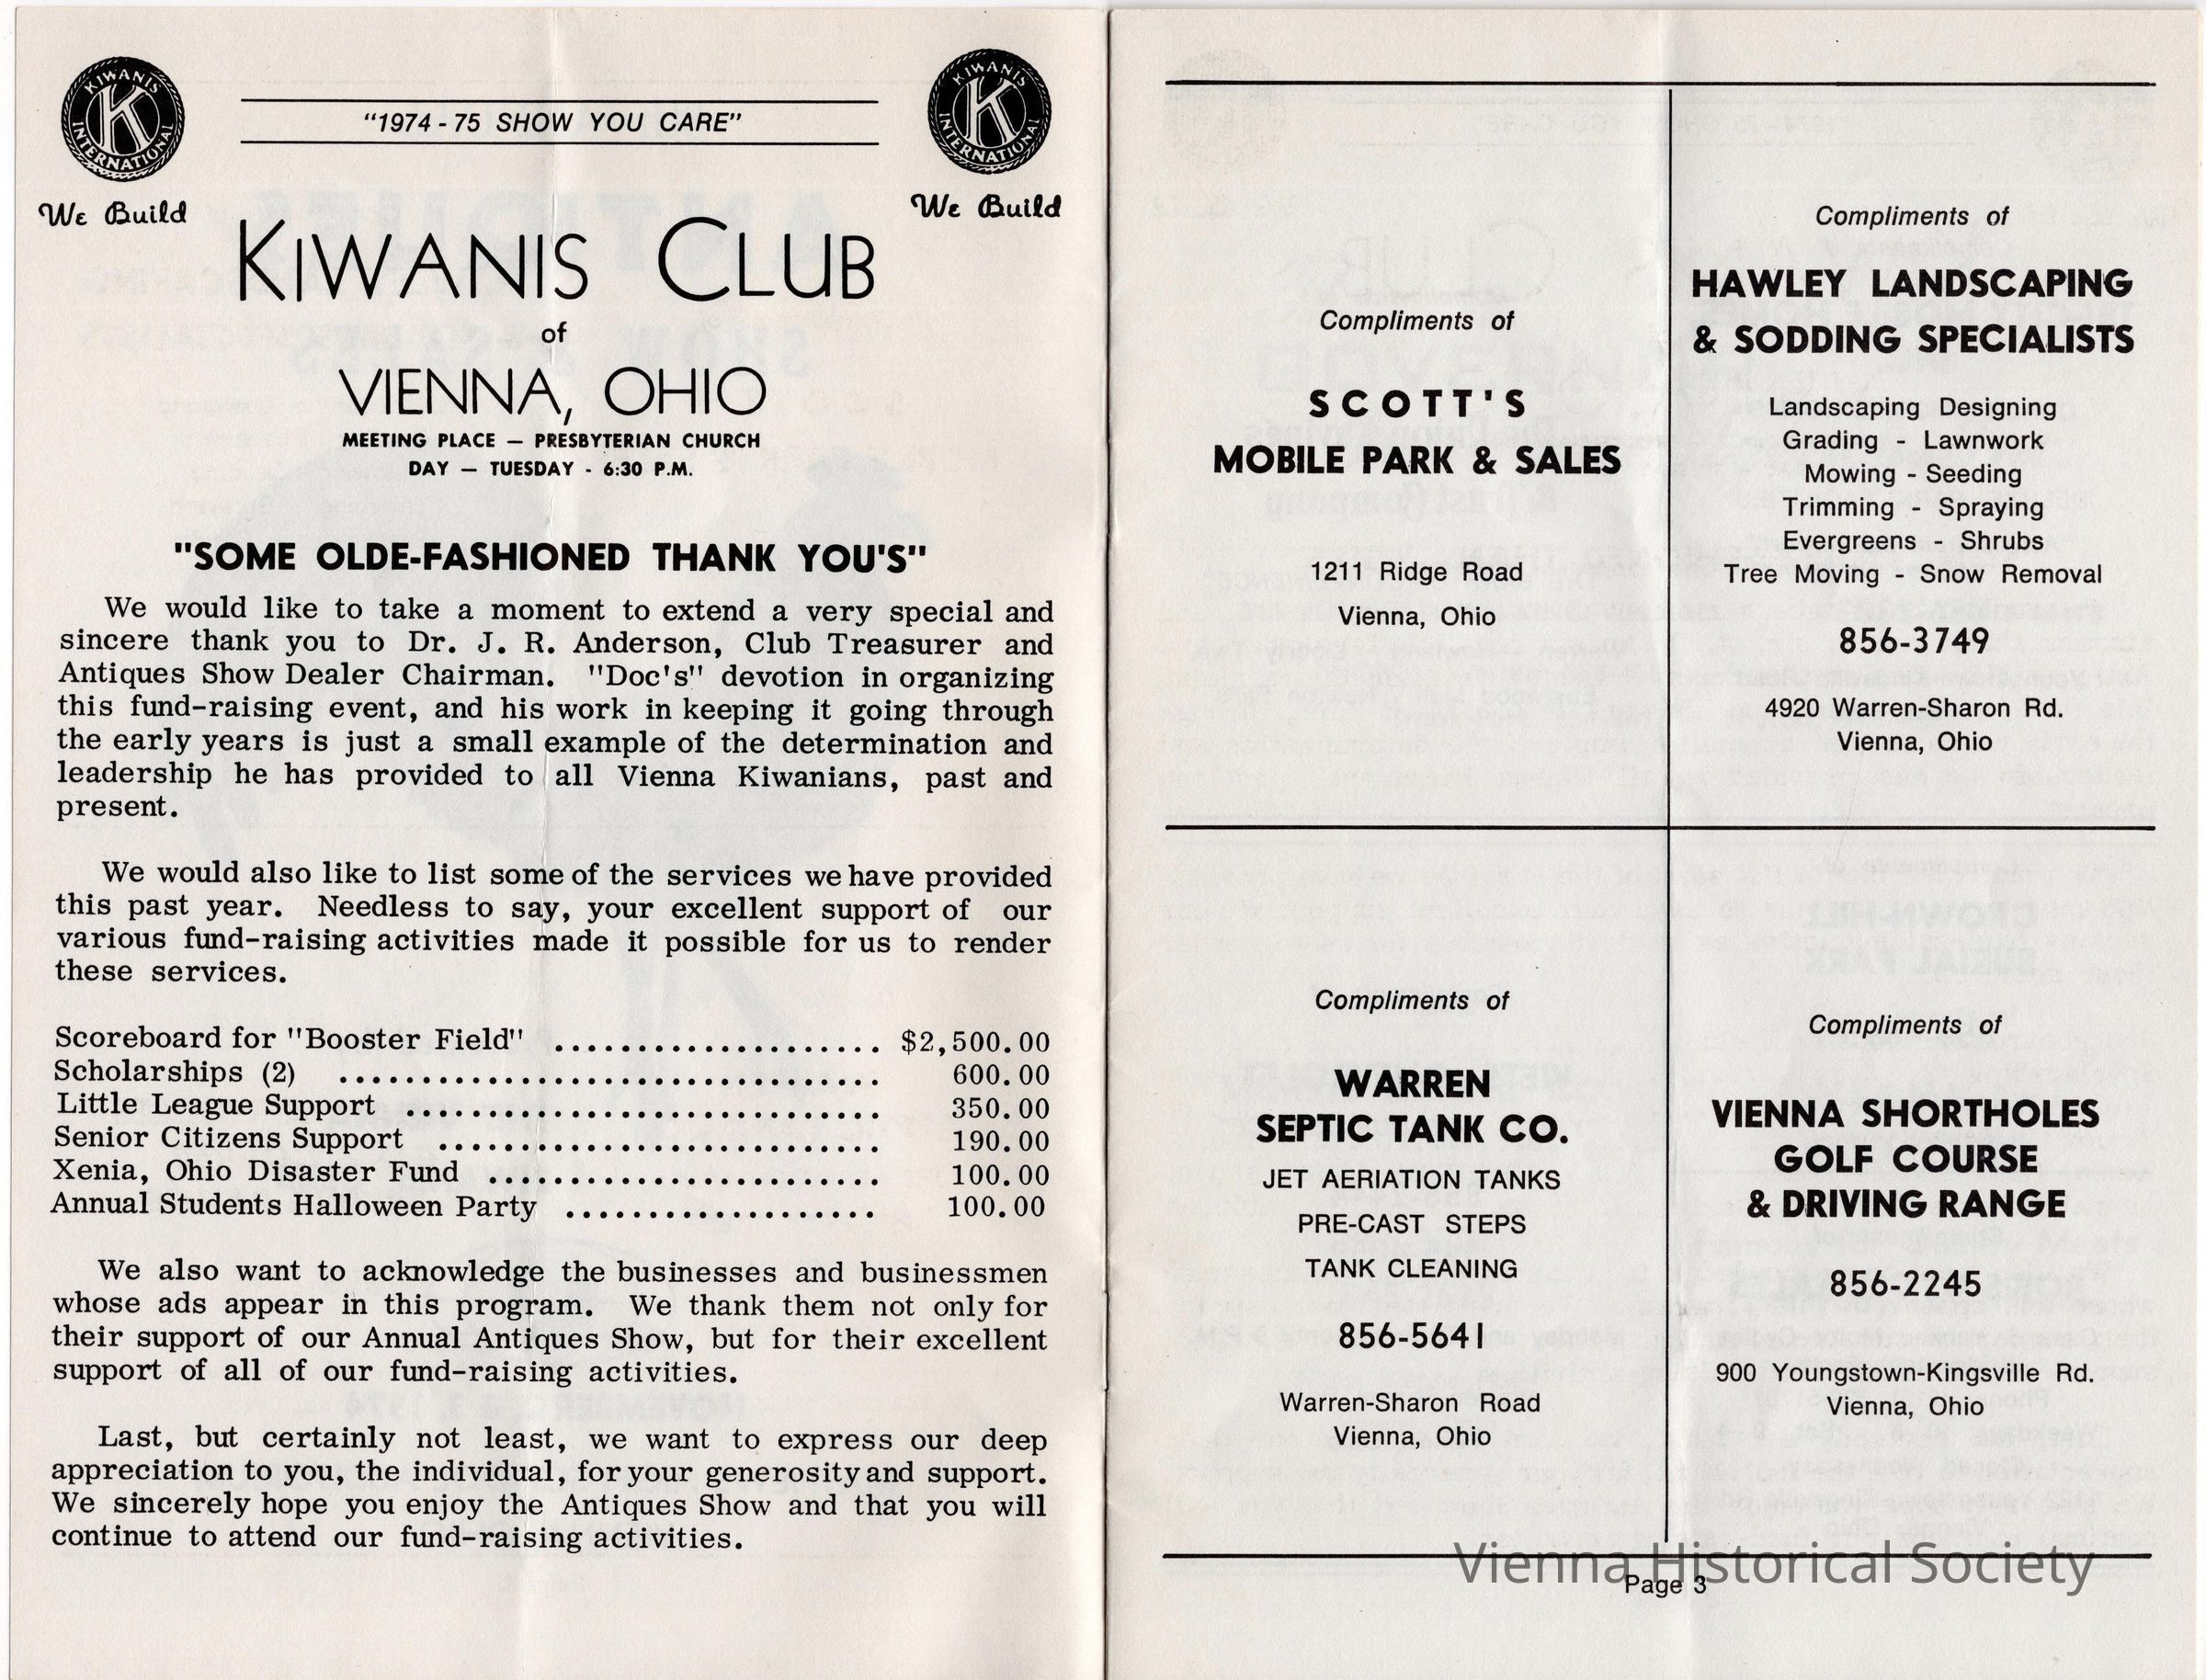 KIWANIS
K
INTERNATIONAL
We Build
"1974 - 75 SHOW YOU CARE"
KIWANIS
K
INTERNATIONAL
We Build
KIWANIS CLUB
of
VIENNA, OHIO
MEETING PLACE — PRESBYTERIAN CHURCH
DAY — TUESDAY - 6:30 P.M.
"SOME OLDE-FASHIONED THANK YOU'S"
We would like to take a moment to extend a very special and
sincere thank you to Dr. J. R. Anderson, Club Treasurer and
Antiques Show Dealer Chairman. "Doc's" devotion in organizing
this fund-raising event, and his work in keeping it going through
the early years is just a small example of the determination and
leadership he has provided to all Vienna Kiwanians, past and
present.
We would also like to list some of the services we have provided
this past year. Needless to say, your excellent support of our
various fund-raising activities made it possible for us to render
these services.
Scoreboard for "Booster Field" .................... $2,500.00
Scholarships (2) ................................. 600.00
Little League Support ............................. 350.00
Senior Citizens Support ........................... 190.00
Xenia, Ohio Disaster Fund ........................ 100.00
Annual Students Halloween Party ................... 100.00
We also want to acknowledge the businesses and businessmen
whose ads appear in this program. We thank them not only for
their support of our Annual Antiques Show, but for their excellent
support of all of our fund-raising activities.
Last, but certainly not least, we want to express our deep
appreciation to you, the individual, for your generosity and support.
We sincerely hope you enjoy the Antiques Show and that you will
continue to attend our fund-raising activities.
Compliments of
SCOTT'S
MOBILE PARK & SALES
1211 Ridge Road
Vienna, Ohio
Compliments of
HAWLEY LANDSCAPING
& SODDING SPECIALISTS
Landscaping Designing
Grading - Lawnwork
Mowing - Seeding
Trimming - Spraying
Evergreens - Shrubs
Tree Moving - Snow Removal
856-3749
4920 Warren-Sharon Rd.
Vienna, Ohio
Compliments of
WARREN
SEPTIC TANK CO.
JET AERIATION TANKS
PRE-CAST STEPS
TANK CLEANING
856-5641
Warren-Sharon Road
Vienna, Ohio
Compliments of
VIENNA SHORTHOLES
GOLF COURSE
& DRIVING RANGE
856-2245
900 Youngstown-Kingsville Rd.
Vienna, Ohio
Vienna Historical Society
Page 3